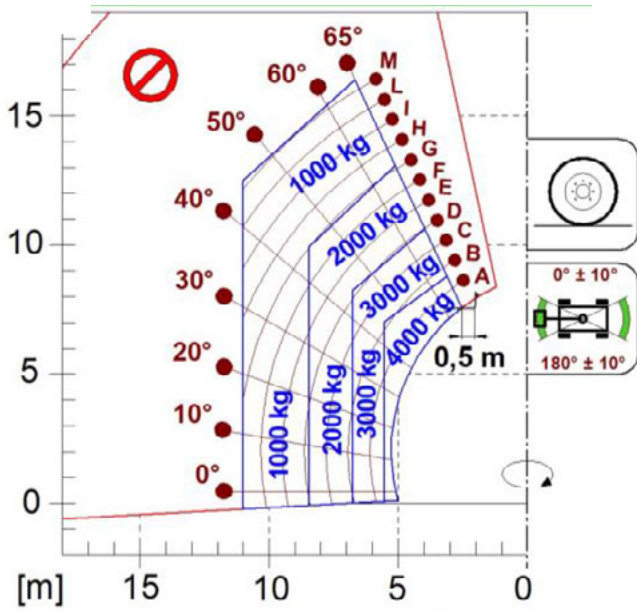 65°
60°
50°
40°
30°
20°
10°
0°
M
L
I
H
G
F
E
D
C
B
A
1000 kg
2000 kg
3000 kg
4000 kg
1000 kg
2000 kg
3000 kg
0,5 m
0° ± 10°
180° ± 10°
15
10
5
0
[m]
15
10
5
0